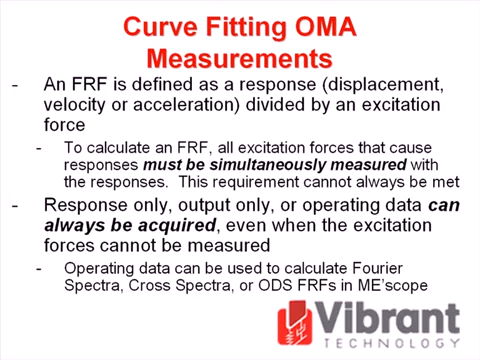 Curve Fitting OMA
Measurements
- An FRF is defined as a response (displacement,
velocity or acceleration) divided by an excitation
force
- To calculate an FRF, all excitation forces that cause
responses must be simultaneously measured with
the responses. This requirement cannot always be met
- Response only, output only, or operating data can
always be acquired, even when the excitation
forces cannot be measured
- Operating data can be used to calculate Fourier
Spectra, Cross Spectra, or ODS FRFs in ME'scope
Vibrant
TECHNOLOGY